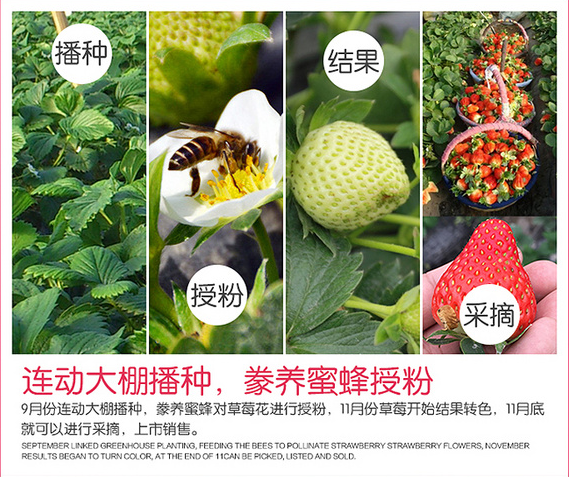 播种
结果
授粉
采摘
连动大棚播种，豢养蜜蜂授粉
9月份连动大棚播种，豢养蜜蜂对草莓花进行授粉，11月份草莓开始结果转色，11月底
就可以进行采摘，上市销售。
SEPTEMBER LINKED GREENHOUSE PLANTING, FEEDING THE BEES TO POLLINATE STRAWBERRY STRAWBERRY FLOWERS, NOVEMBER
RESULTS BEGAN TO TURN COLOR, AT THE END OF 11CAN BE PICKED, LISTED AND SOLD.